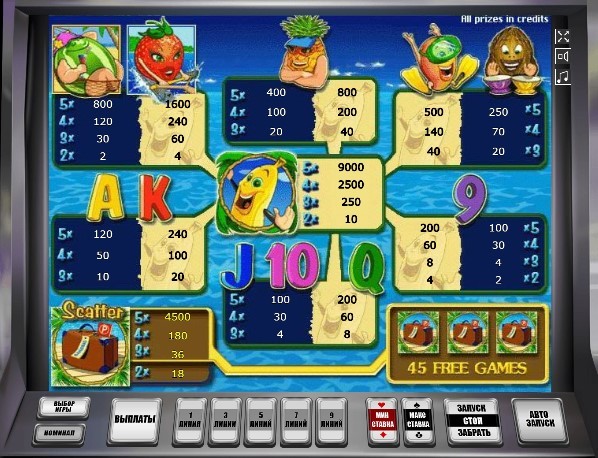 All prizes in credits
5x 800 1600
4x 120 240
3x 30 60
2x 2 4
5x 400 800
4x 100 200
3x 20 40
500 250 x5
140 70 x4
40 20 x3
5x 9000
4x 2500
3x 250
2x 10
A K
9
5x 120 240
4x 50 100
3x 10 20
200 100 x5
60 30 x4
8 4 x3
4 2 x2
J 10 Q
5x 100 200
4x 30 60
3x 4 8
Scatter
P
5x 4500
4x 180
3x 36
2x 18
45 FREE GAMES
ВЫБОР
ИГРЫ
НОМИНАЛ
ВЫПЛАТЫ
1
ЛИНИЯ
3
ЛИНИИ
5
ЛИНИЙ
7
ЛИНИЙ
9
ЛИНИЙ
МИН
СТАВКА
МАКС
СТАВКА
ЗАПУСК
СТОП
ЗАБРАТЬ
АВТО
ЗАПУСК